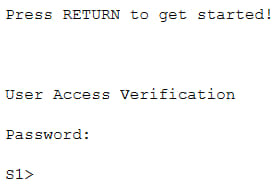 Press RETURN to get started!
User Access Verification
Password:
S1>